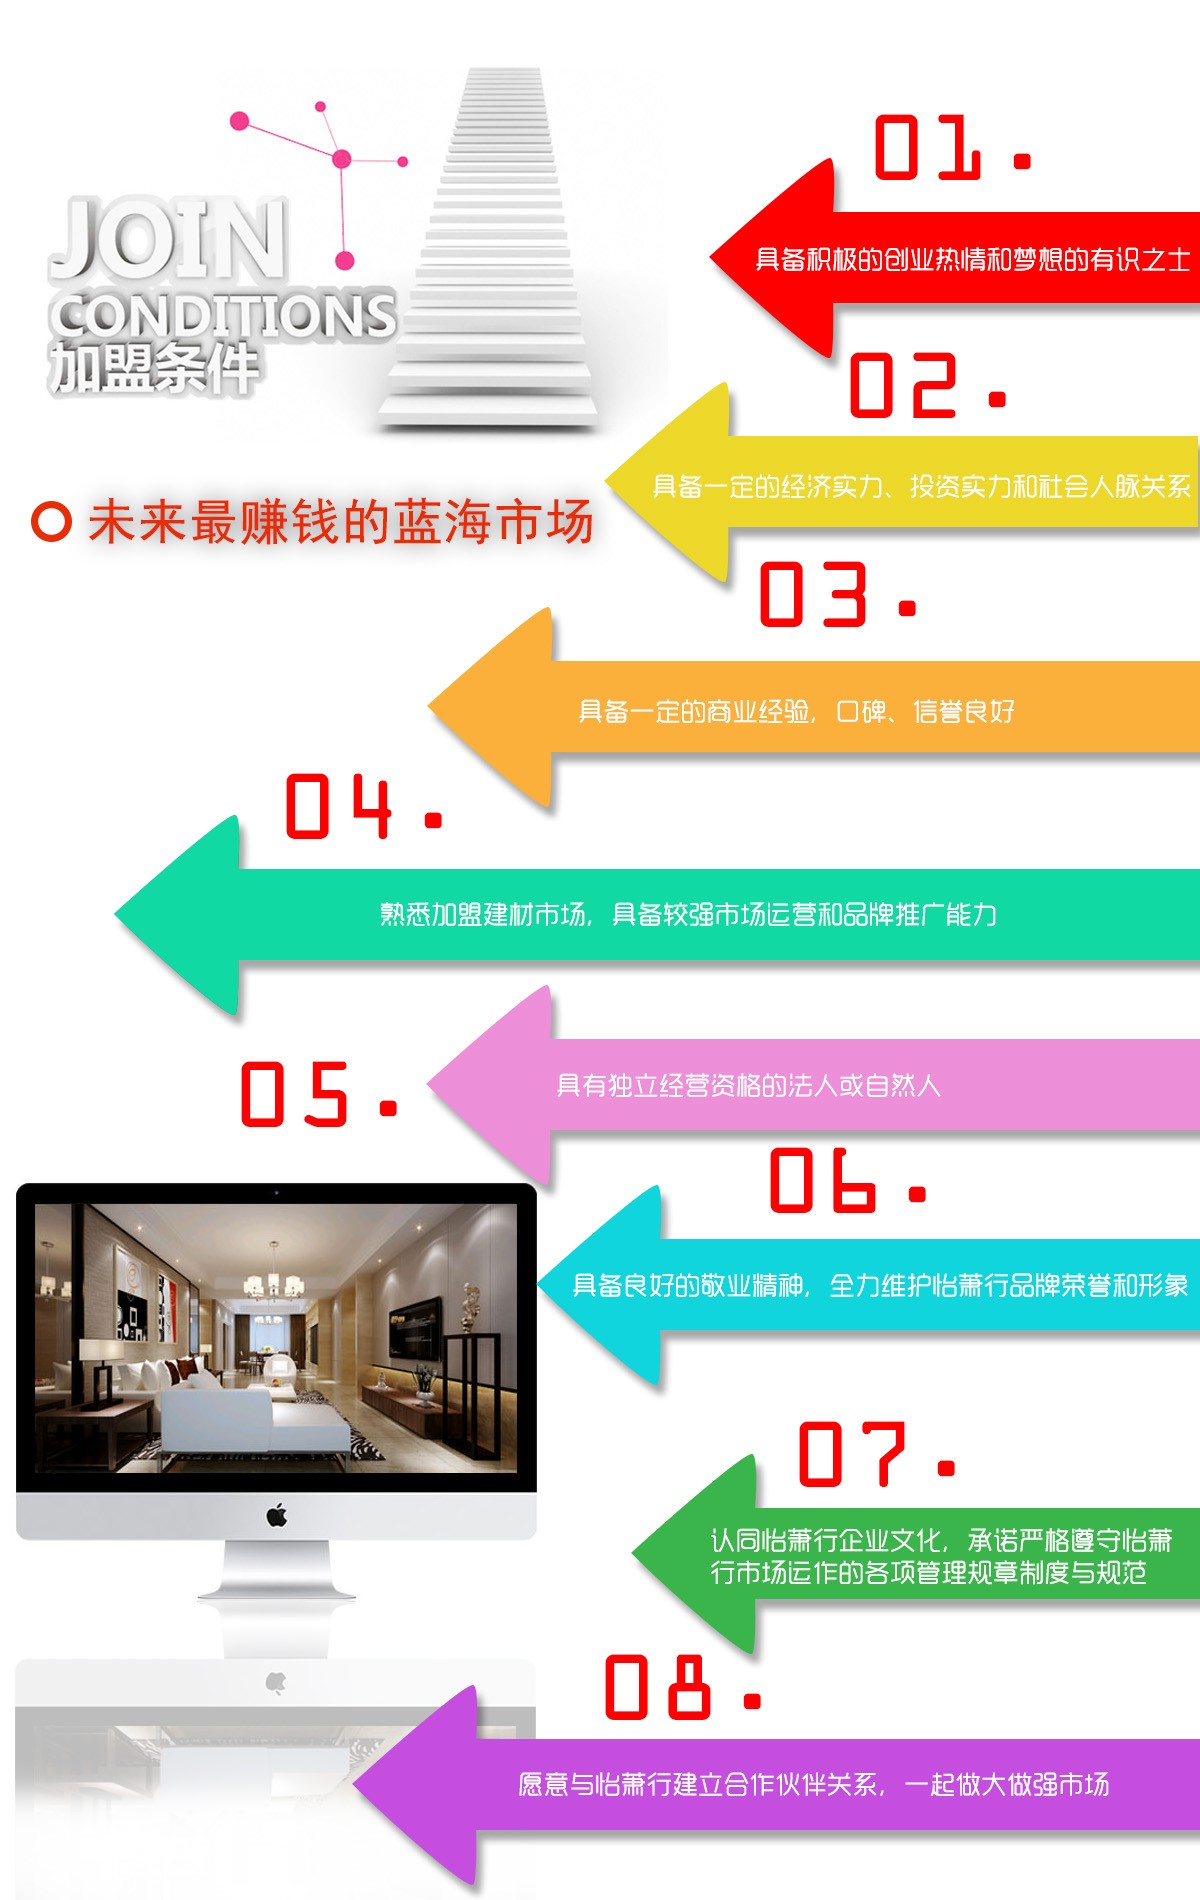 JOIN
CONDITIONS
加盟条件
未来最赚钱的蓝海市场
01.
具备积极的创业热情和梦想的有识之士
02.
具备一定的经济实力、投资实力和社会人脉关系
03.
具备一定的商业经验，口碑、信誉良好
04.
熟悉加盟建材市场，具备较强市场运营和品牌推广能力
05.
具有独立经营资格的法人或自然人
06.
具备良好的敬业精神，全力维护怡萧行品牌荣誉和形象
07.
认同怡萧行企业文化，承诺严格遵守怡萧
行市场运作的各项管理规章制度与规范
08.
愿意与怡萧行建立合作伙伴关系，一起做大做强市场